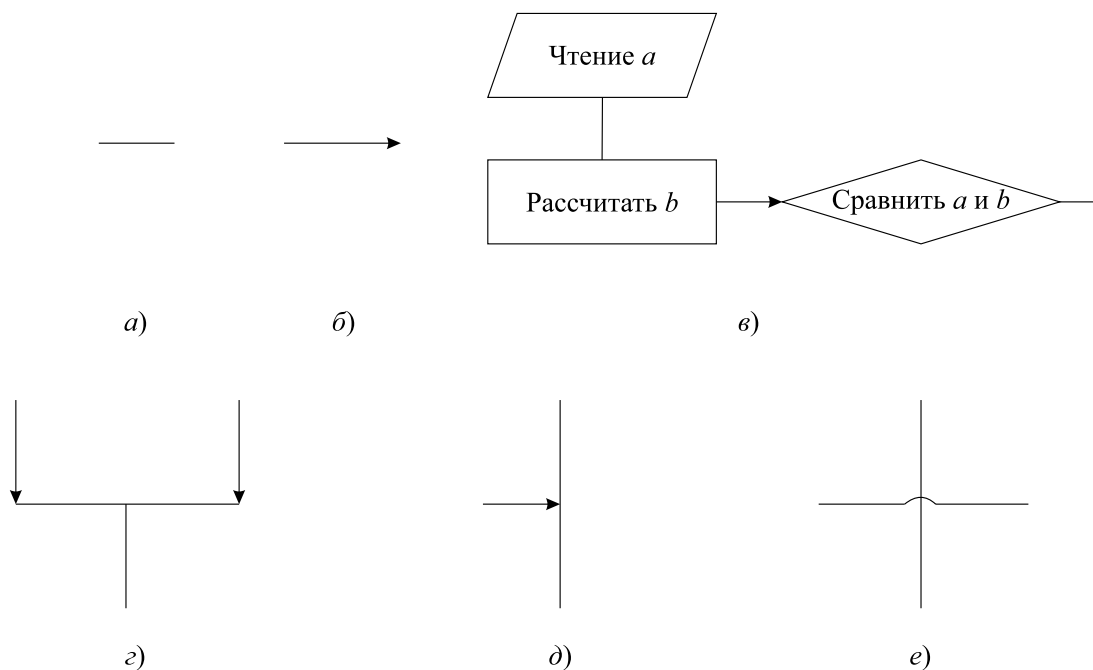 Чтение a
Рассчитать b
Сравнить a и b
а)
б)
в)
г)
д)
е)